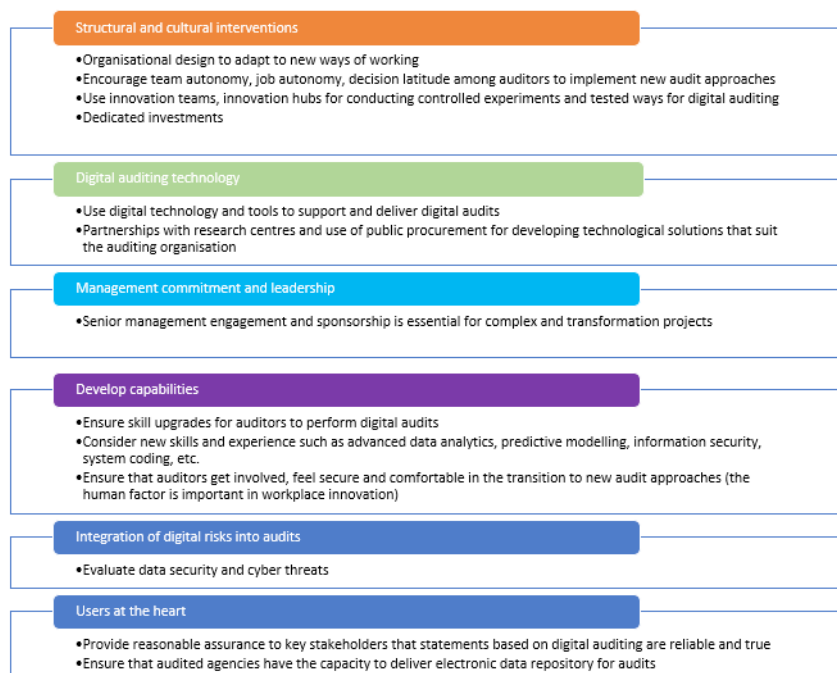 Structural and cultural interventions
•Organisational design to adapt to new ways of working
•Encourage team autonomy, job autonomy, decision latitude among auditors to implement new audit approaches
•Use innovation teams, innovation hubs for conducting controlled experiments and tested ways for digital auditing
•Dedicated investments
Digital auditing technology
•Use digital technology and tools to support and deliver digital audits
•Partnerships with research centres and use of public procurement for developing technological solutions that suit
the auditing organisation
Management commitment and leadership
•Senior management engagement and sponsorship is essential for complex and transformation projects
Develop capabilities
•Ensure skill upgrades for auditors to perform digital audits
•Consider new skills and experience such as advanced data analytics, predictive modelling, information security,
system coding, etc.
•Ensure that auditors get involved, feel secure and comfortable in the transition to new audit approaches (the
human factor is important in workplace innovation)
Integration of digital risks into audits
•Evaluate data security and cyber threats
Users at the heart
•Provide reasonable assurance to key stakeholders that statements based on digital auditing are reliable and true
•Ensure that audited agencies have the capacity to deliver electronic data repository for audits